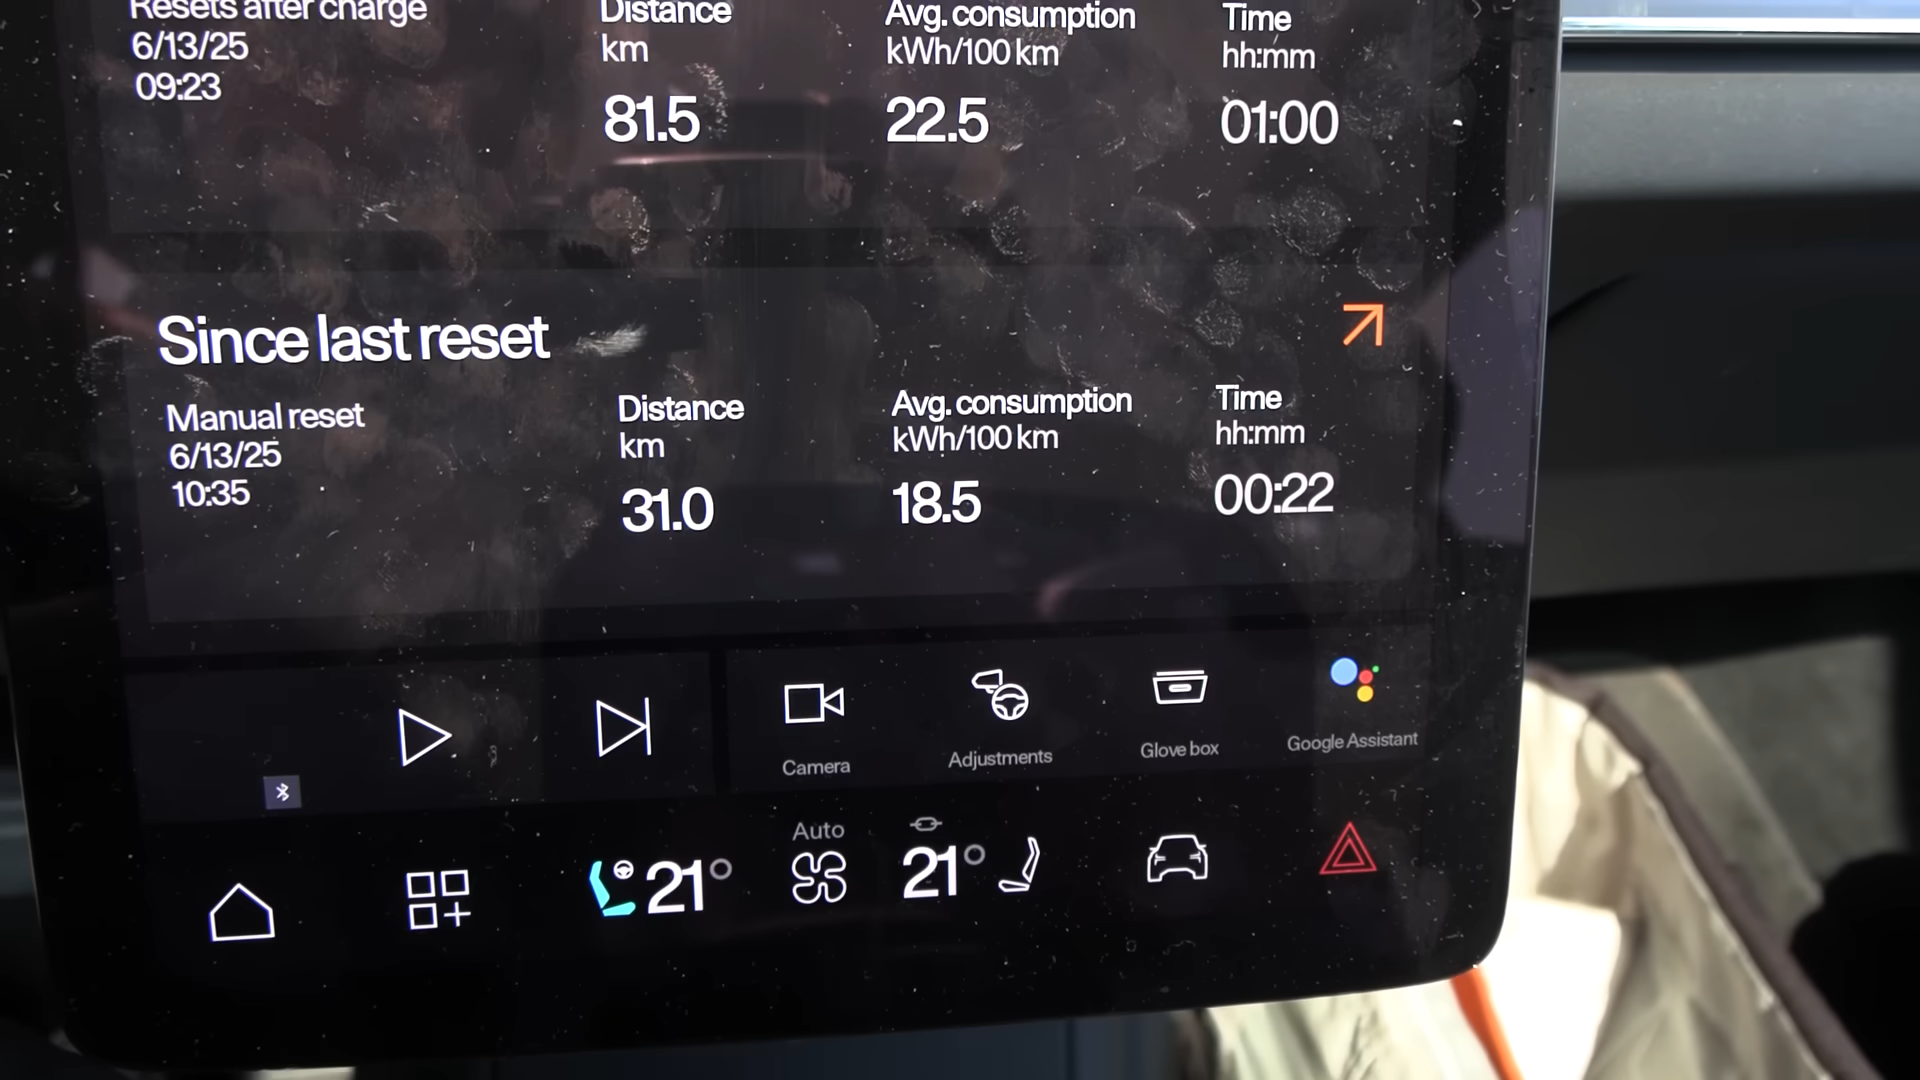 Resets after charge
6/13/25
09:23
Distance
km
81.5
Avg. consumption
kWh/100 km
22.5
Time
hh:mm
01:00
Since last reset
Manual reset
6/13/25
10:35
Distance
km
31.0
Avg. consumption
kWh/100 km
18.5
Time
hh:mm
00:22
Camera
Adjustments
Glove box
Google Assistant
21°
Auto
21°